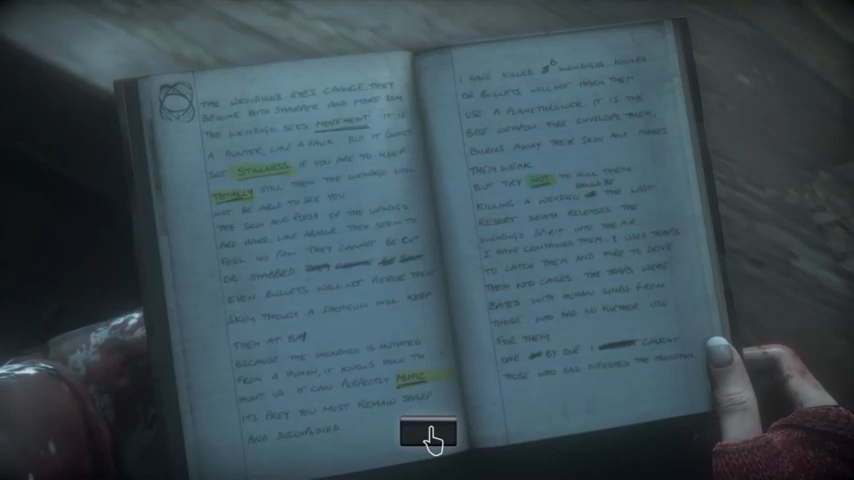 THE WENDIGO'S EYES CHANGE THEY
BECOME BOTH SHARPER AND MORE DIM
THE WENDIGO SEES MOVEMENT IT IS
A HUNTER, LIKE A HAWK BUT IT DOESN'T
SEE STILLNESS IF YOU ARE TO KEEP
TOTALLY STILL THEN THE WENDIGO WILL
NOT BE ABLE TO SEE YOU
THE SKIN AND FLESH OF THE WENDIGO
ARE HARD, LIKE ARMOR THEY SEEM TO
FEEL NO PAIN THEY CANNOT BE CUT
OR STABBED
EVEN BULLETS WILL NOT PIERCE THEIR
SKIN, THOUGH A SHOTGUN WILL KEEP
THEM AT BAY
BECAUSE THE WENDIGO IS MUTATED
FROM A HUMAN, IT KNOWS HOW TO
HUNT US IT CAN PERFECTLY MIMIC
ITS PREY YOU MUST REMAIN SHARP
AND DISCIPLINED.
I HAVE KILLED 6 WENDIGO KNIVES
OR BULLETS WILL NOT HARM THEM
USE A FLAMETHROWER. IT IS THE
BEST WEAPON. FIRE ENVELOPS THEM,
BURNS AWAY THEIR SKIN AND MAKES
THEM WEAK
BUT TRY NOT TO KILL THEM
KILLING A WENDIGO SHOULD BE THE LAST
RESORT DEATH RELEASES THE
WENDIGO SPIRIT INTO THE AIR
I HAVE CONTAINED THEM. I USED TRAPS
TO CATCH THEM AND FIRE TO DRIVE
THEM INTO CAGES. THE TRAPS WERE
BAITED WITH HUMAN LIMBS FROM
THOSE WHO HAD NO FURTHER USE
FOR THEM
ONE BY ONE I CAUGHT
THOSE WHO HAD INFESTED THE MOUNTAIN